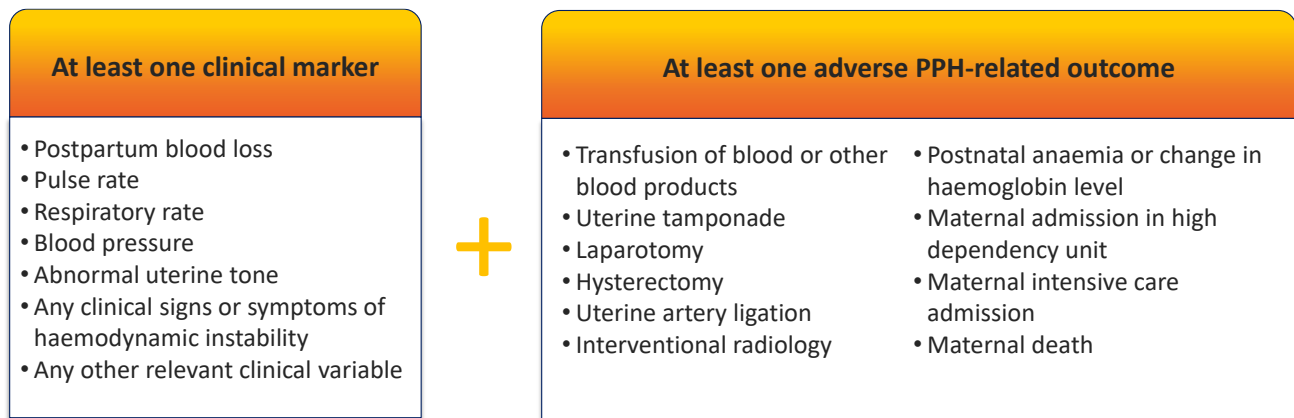 At least one clinical marker
• Postpartum blood loss
• Pulse rate
• Respiratory rate
• Blood pressure
• Abnormal uterine tone
• Any clinical signs or symptoms of
haemodynamic instability
• Any other relevant clinical variable
+
At least one adverse PPH-related outcome
• Transfusion of blood or other
blood products
• Uterine tamponade
• Laparotomy
• Hysterectomy
• Uterine artery ligation
• Interventional radiology
• Postnatal anaemia or change in
haemoglobin level
• Maternal admission in high
dependency unit
• Maternal intensive care
admission
• Maternal death